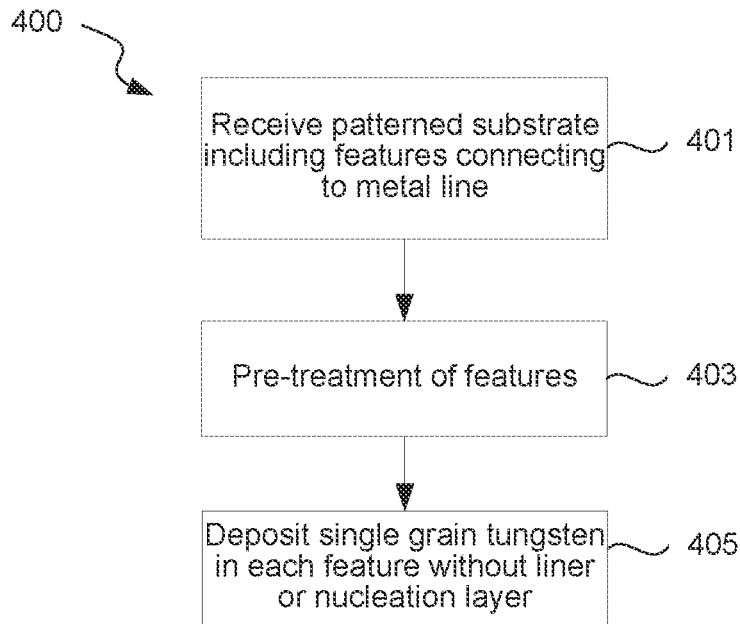 400
Receive patterned substrate
including features connecting
to metal line
401
Pre-treatment of features
403
Deposit single grain tungsten
in each feature without liner
or nucleation layer
405